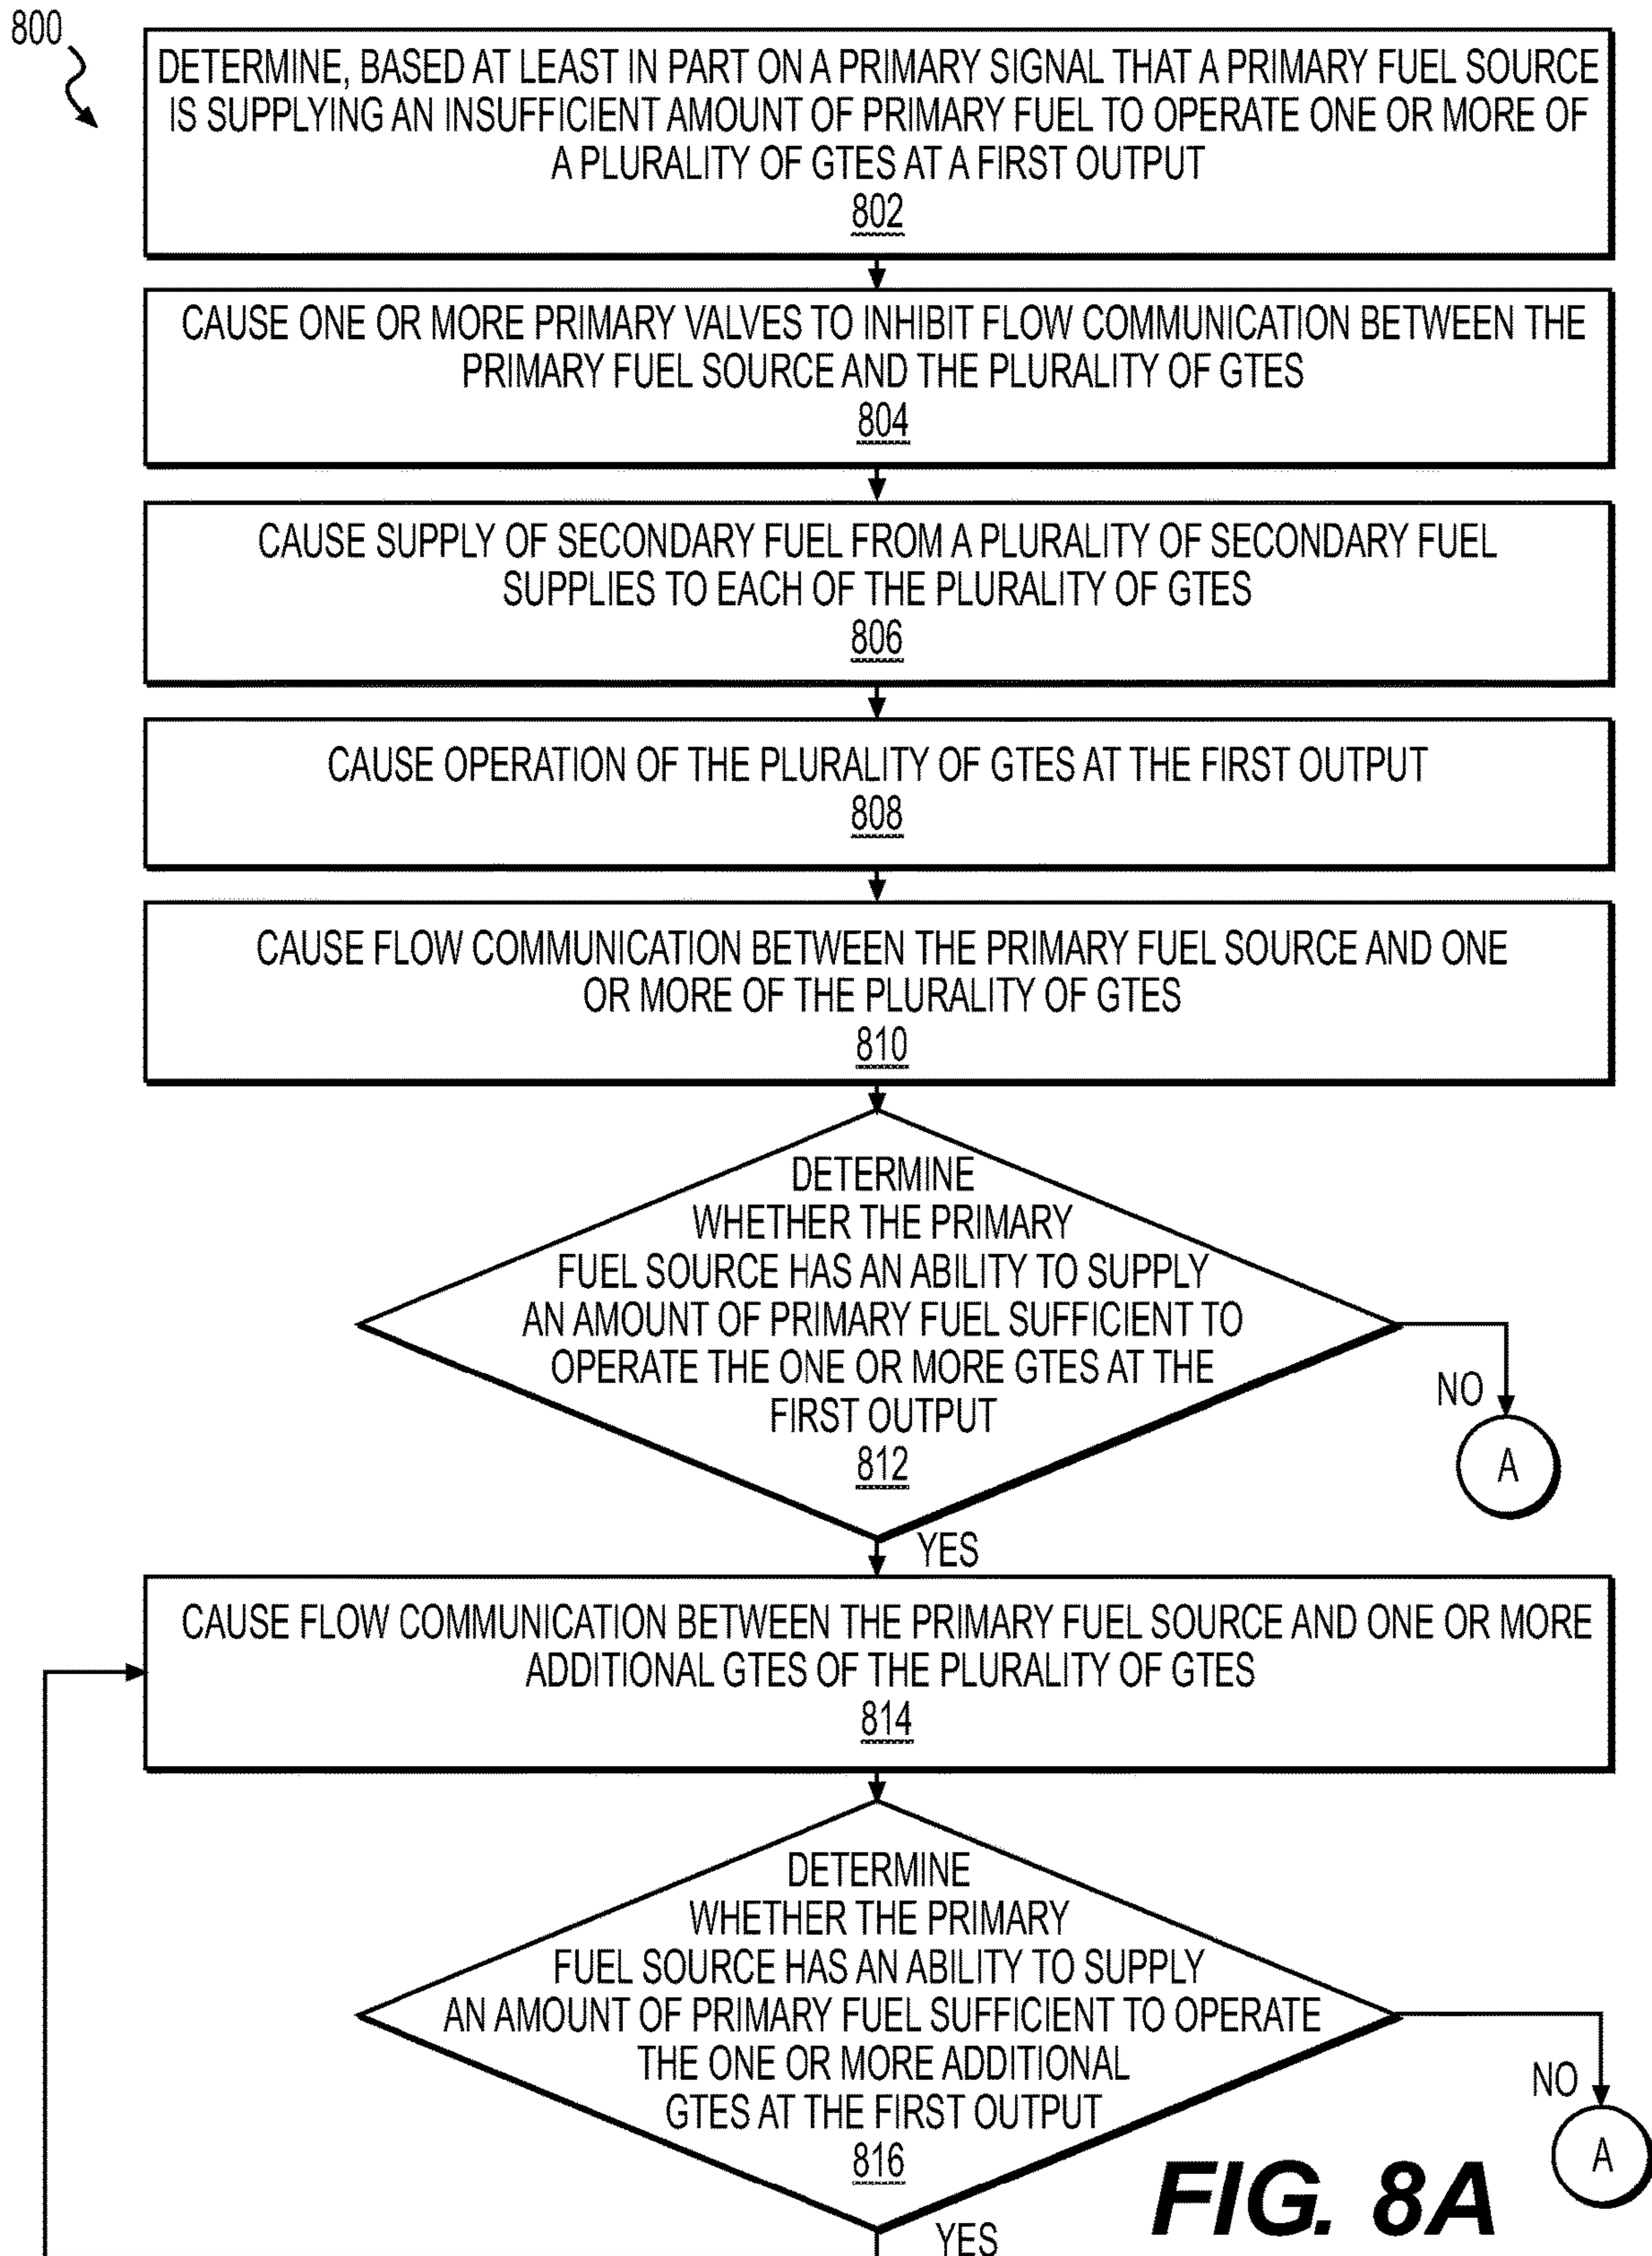 800
DETERMINE, BASED AT LEAST IN PART ON A PRIMARY SIGNAL THAT A PRIMARY FUEL SOURCE
IS SUPPLYING AN INSUFFICIENT AMOUNT OF PRIMARY FUEL TO OPERATE ONE OR MORE OF
A PLURALITY OF GTES AT A FIRST OUTPUT
802
CAUSE ONE OR MORE PRIMARY VALVES TO INHIBIT FLOW COMMUNICATION BETWEEN THE
PRIMARY FUEL SOURCE AND THE PLURALITY OF GTES
804
CAUSE SUPPLY OF SECONDARY FUEL FROM A PLURALITY OF SECONDARY FUEL
SUPPLIES TO EACH OF THE PLURALITY OF GTES
806
CAUSE OPERATION OF THE PLURALITY OF GTES AT THE FIRST OUTPUT
808
CAUSE FLOW COMMUNICATION BETWEEN THE PRIMARY FUEL SOURCE AND ONE
OR MORE OF THE PLURALITY OF GTES
810
DETERMINE
WHETHER THE PRIMARY
FUEL SOURCE HAS AN ABILITY TO SUPPLY
AN AMOUNT OF PRIMARY FUEL SUFFICIENT TO
OPERATE THE ONE OR MORE GTES AT THE
FIRST OUTPUT
812
NO
A
YES
CAUSE FLOW COMMUNICATION BETWEEN THE PRIMARY FUEL SOURCE AND ONE OR MORE
ADDITIONAL GTES OF THE PLURALITY OF GTES
814
DETERMINE
WHETHER THE PRIMARY
FUEL SOURCE HAS AN ABILITY TO SUPPLY
AN AMOUNT OF PRIMARY FUEL SUFFICIENT TO OPERATE
THE ONE OR MORE ADDITIONAL
GTES AT THE FIRST OUTPUT
816
NO
A
YES
FIG. 8A